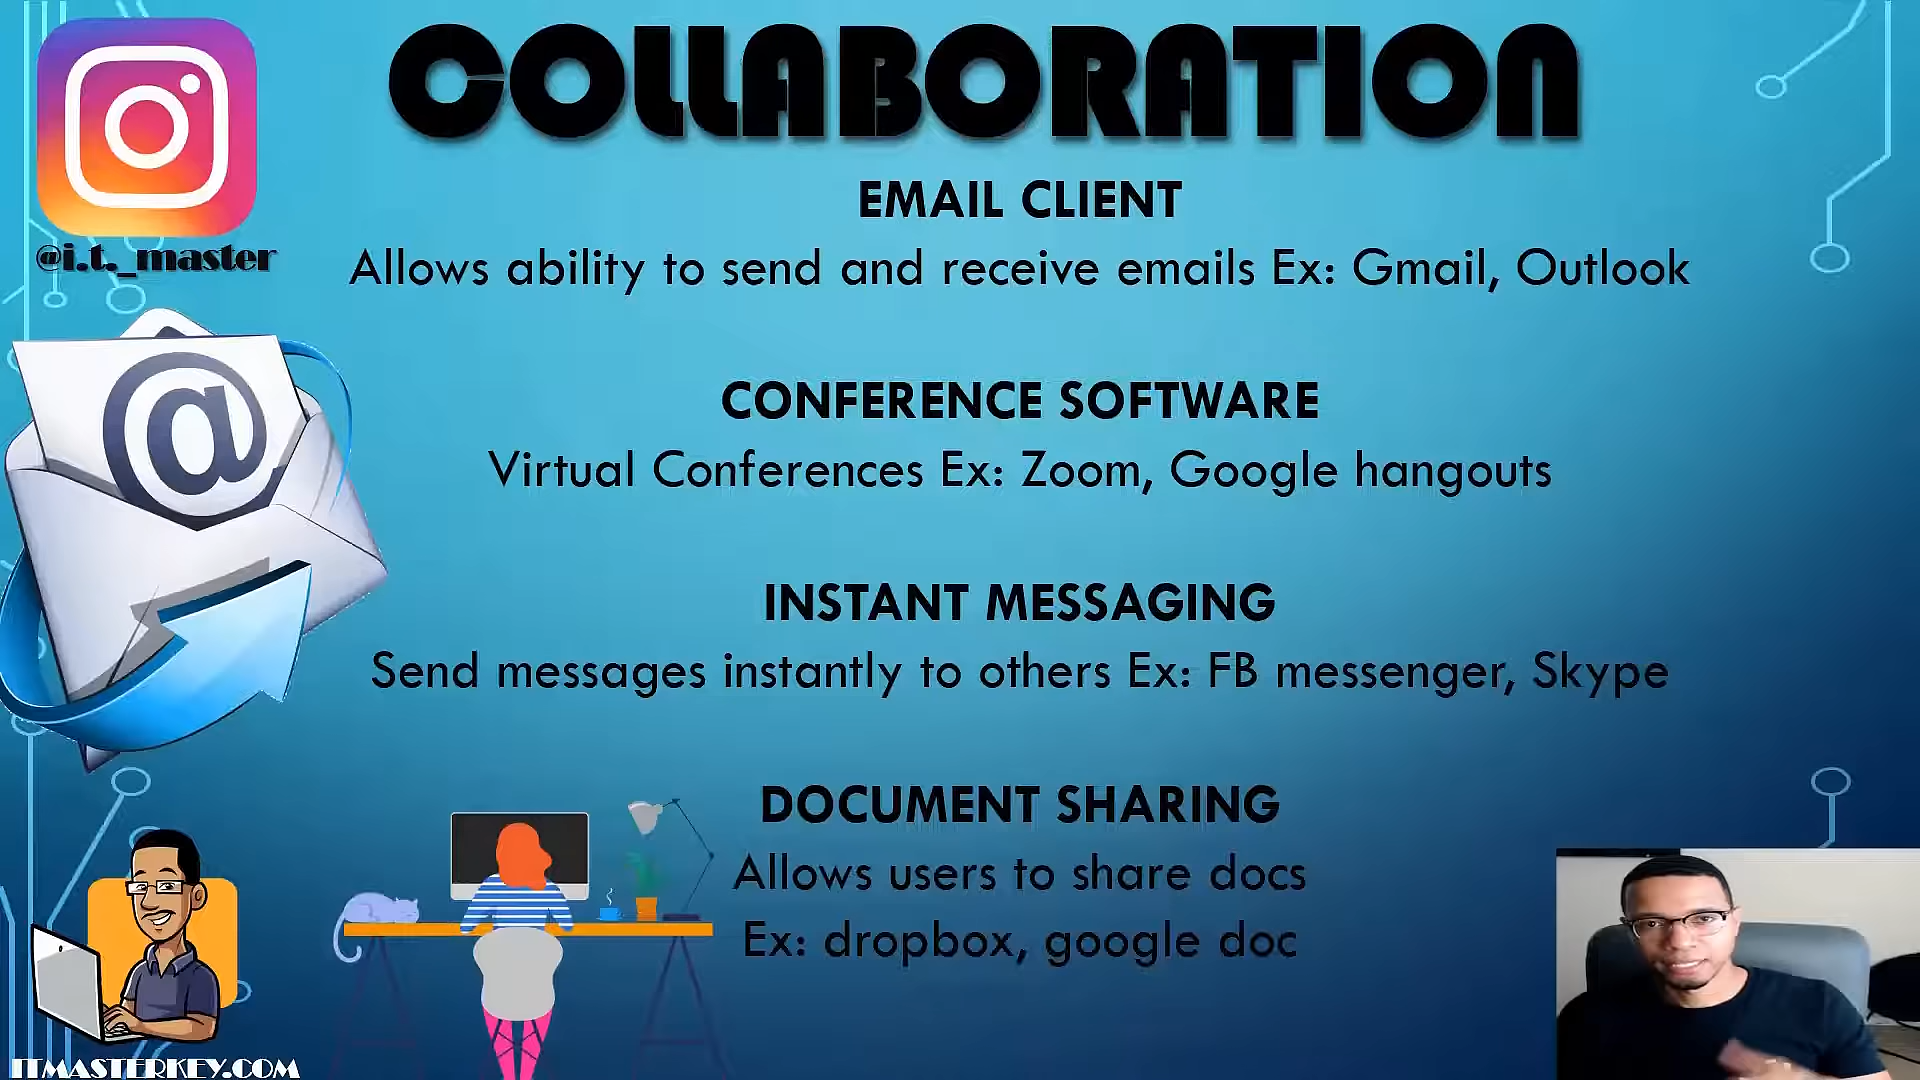 COLLABORATION
@i.t._master
EMAIL CLIENT
Allows ability to send and receive emails Ex: Gmail, Outlook
@
CONFERENCE SOFTWARE
Virtual Conferences Ex: Zoom, Google hangouts
INSTANT MESSAGING
Send messages instantly to others Ex: FB messenger, Skype
DOCUMENT SHARING
Allows users to share docs
Ex: dropbox, google doc
ITMASTERKEY.COM